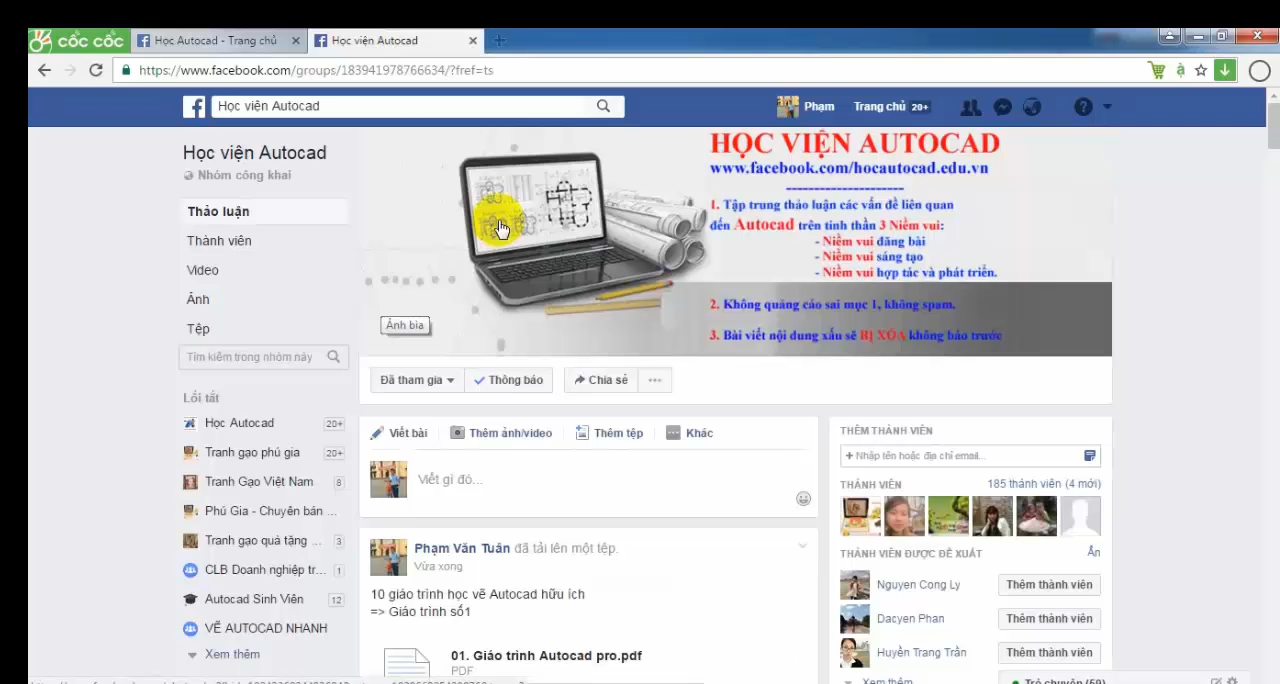 cốc cốc
Học Autocad - Trang chủ
Học viện Autocad
https://www.facebook.com/groups/183941978766634/?fref=ts
Học viện Autocad
Phạm
Trang chủ 20+
Học viện Autocad
Nhóm công khai
Thảo luận
Thành viên
Video
Ảnh
Tệp
Tìm kiếm trong nhóm này
Lối tắt
Học Autocad 20+
Tranh gạo phú gia 20+
Tranh Gạo Việt Nam 8
Phú Gia - Chuyên bán ...
Tranh gạo quà tặng ... 3
CLB Doanh nghiệp tr... 1
Autocad Sinh Viên 12
VẼ AUTOCAD NHANH
Xem thêm
HỌC VIỆN AUTOCAD
www.facebook.com/hocautocad.edu.vn
1. Tập trung thảo luận các vấn đề liên quan
đến Autocad trên tinh thần 3 Niềm vui:
- Niềm vui đăng bài
- Niềm vui sáng tạo
- Niềm vui hợp tác và phát triển.
2. Không quảng cáo sai mục 1, không spam.
3. Bài viết nội dung xấu sẽ BỊ XÓA không báo trước
Ảnh bìa
Đã tham gia
Thông báo
Chia sẻ
Viết bài
Thêm ảnh/video
Thêm tệp
Khác
Viết gì đó...
Phạm Văn Tuân đã tải lên một tệp.
Vừa xong
10 giáo trình học vẽ Autocad hữu ích
=> Giáo trình số1
01. Giáo trình Autocad pro.pdf
PDF
THÊM THÀNH VIÊN
+ Nhập tên hoặc địa chỉ email...
THÀNH VIÊN
185 thành viên (4 mới)
THÀNH VIÊN ĐƯỢC ĐỀ XUẤT
Ẩn
Nguyen Cong Ly
Thêm thành viên
Dacyen Phan
Thêm thành viên
Huyền Trang Trần
Thêm thành viên
Xem thêm
Trò chuyện (59)